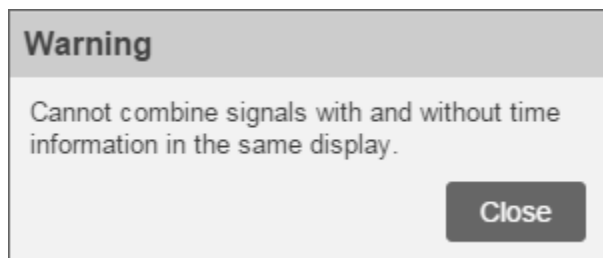 Warning
Cannot combine signals with and without time
information in the same display.
Close